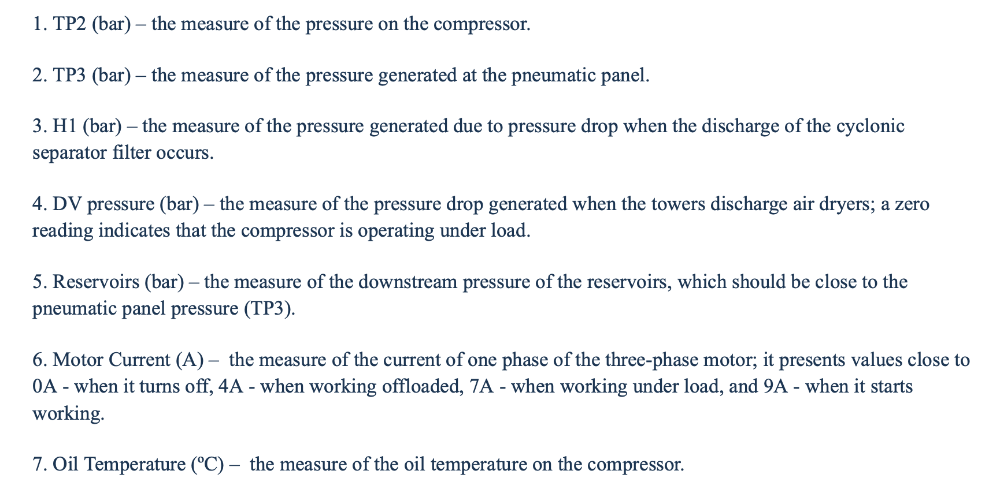 1. TP2 (bar) – the measure of the pressure on the compressor.
2. TP3 (bar) – the measure of the pressure generated at the pneumatic panel.
3. H1 (bar) – the measure of the pressure generated due to pressure drop when the discharge of the cyclonic
separator filter occurs.
4. DV pressure (bar) – the measure of the pressure drop generated when the towers discharge air dryers; a zero
reading indicates that the compressor is operating under load.
5. Reservoirs (bar) – the measure of the downstream pressure of the reservoirs, which should be close to the
pneumatic panel pressure (TP3).
6. Motor Current (A) –  the measure of the current of one phase of the three-phase motor; it presents values close to
0A - when it turns off, 4A - when working offloaded, 7A - when working under load, and 9A - when it starts
working.
7. Oil Temperature (ºC) –  the measure of the oil temperature on the compressor.